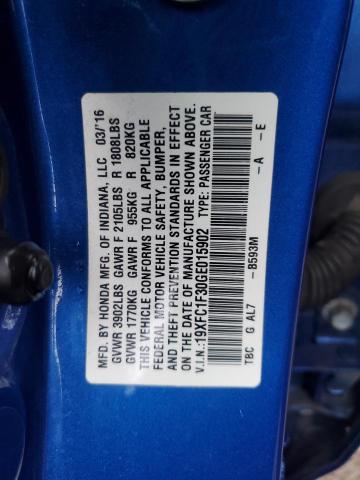 MFD. BY HONDA MFG. OF INDIANA, LLC 03/'16
GVWR 3902LBS GAWR F 2105LBS R 1808LBS
GVWR 1770KG GAWR F 955KG R 820KG
THIS VEHICLE CONFORMS TO ALL APPLICABLE
FEDERAL MOTOR VEHICLE SAFETY, BUMPER,
AND THEFT PREVENTION STANDARDS IN EFFECT
ON THE DATE OF MANUFACTURE SHOWN ABOVE.
V.I.N.:19XFC1F30GE015902 TYPE: PASSENGER CAR
-A -E
TBC G AL7 -B593M